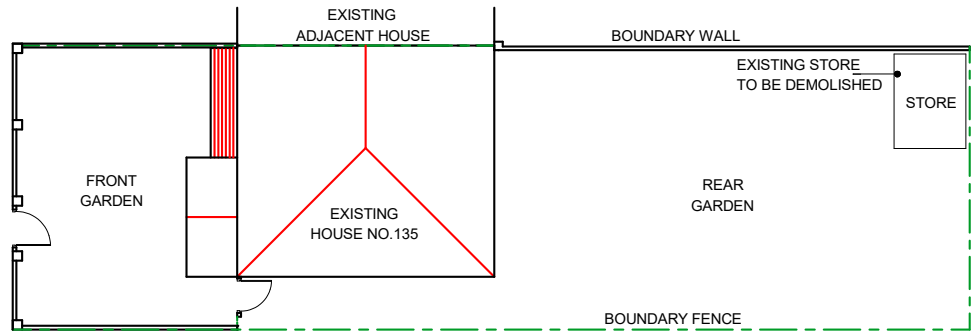 EXISTING
ADJACENT HOUSE
BOUNDARY WALL
EXISTING STORE
TO BE DEMOLISHED
STORE
FRONT
GARDEN
EXISTING
HOUSE NO.135
REAR
GARDEN
BOUNDARY FENCE